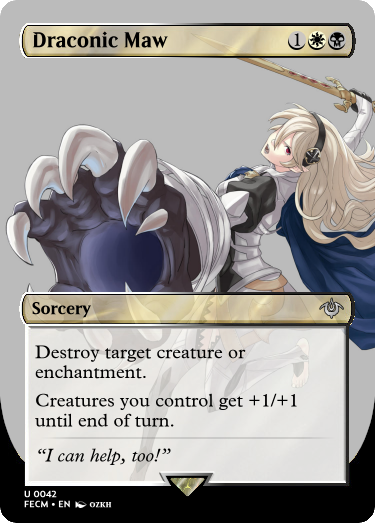 Draconic Maw 1
Sorcery
Destroy target creature or
enchantment.
Creatures you control get +1/+1
until end of turn.
“I can help, too!”
U 0042
FECM • EN OZKH